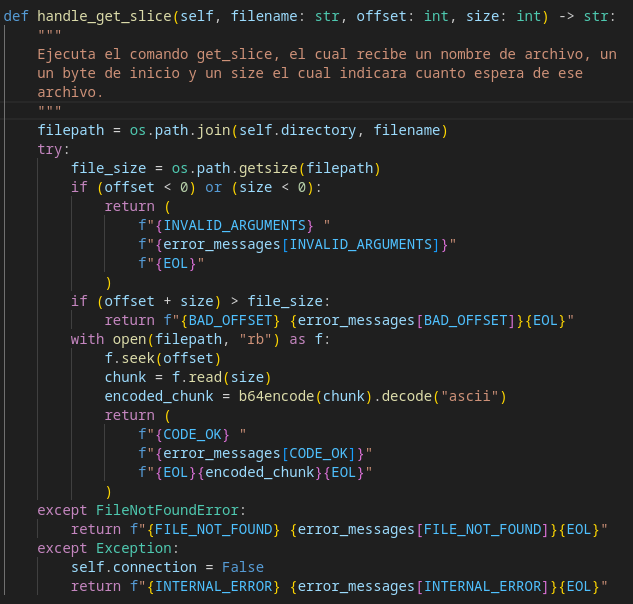 def handle_get_slice(self, filename: str, offset: int, size: int) -> str:
    """
    Ejecuta el comando get_slice, el cual recibe un nombre de archivo, un
    un byte de inicio y un size el cual indicara cuanto espera de ese
    archivo.
    """
    filepath = os.path.join(self.directory, filename)
    try:
        file_size = os.path.getsize(filepath)
        if (offset < 0) or (size < 0):
            return (
                f"{INVALID_ARGUMENTS} "
                f"{error_messages[INVALID_ARGUMENTS]}"
                f"{EOL}"
            )
        if (offset + size) > file_size:
            return f"{BAD_OFFSET} {error_messages[BAD_OFFSET]}{EOL}"
        with open(filepath, "rb") as f:
            f.seek(offset)
            chunk = f.read(size)
            encoded_chunk = b64encode(chunk).decode("ascii")
            return (
                f"{CODE_OK} "
                f"{error_messages[CODE_OK]}"
                f"{EOL}{encoded_chunk}{EOL}"
            )
    except FileNotFoundError:
        return f"{FILE_NOT_FOUND} {error_messages[FILE_NOT_FOUND]}{EOL}"
    except Exception:
        self.connection = False
        return f"{INTERNAL_ERROR} {error_messages[INTERNAL_ERROR]}{EOL}"